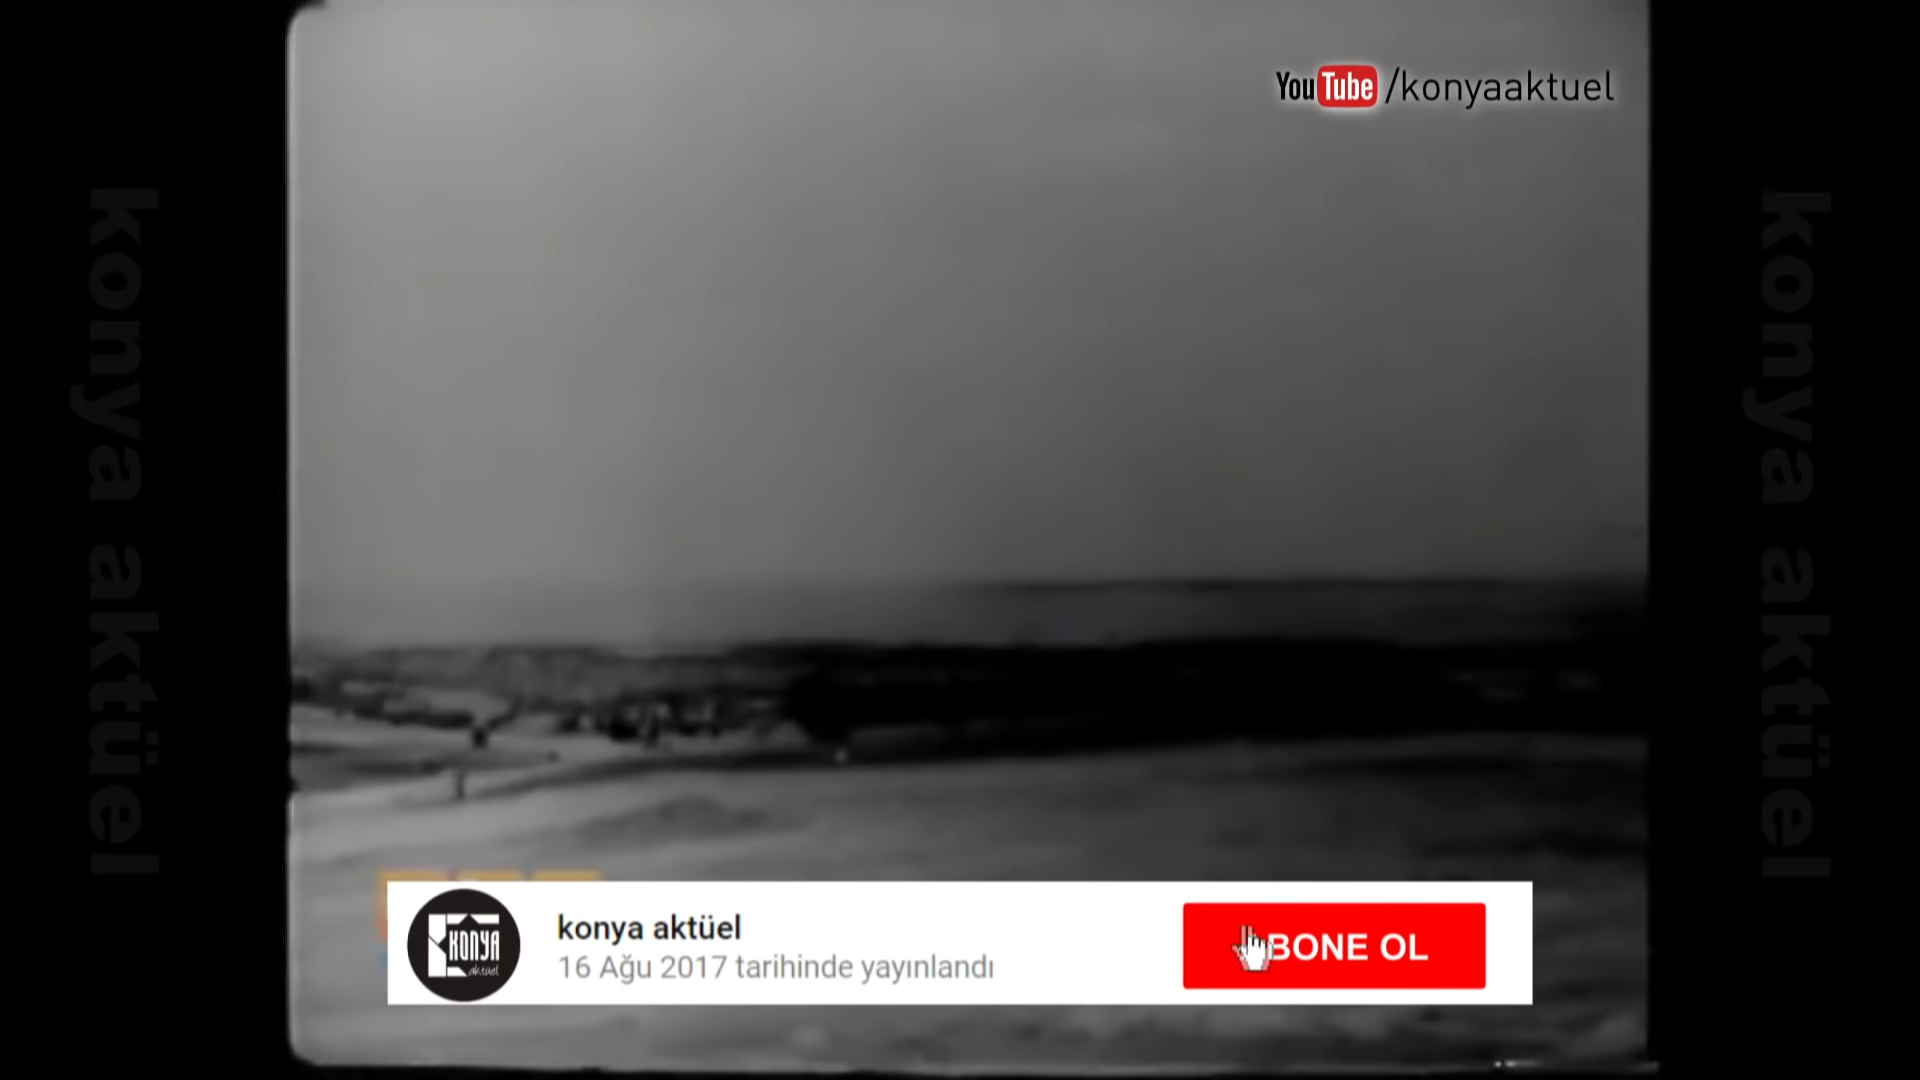 YouTube/konyaaktuel
konya aktüel
konya aktüel
KONYA
aktüel
konya aktüel
16 Ağu 2017 tarihinde yayınlandı
BONE OL